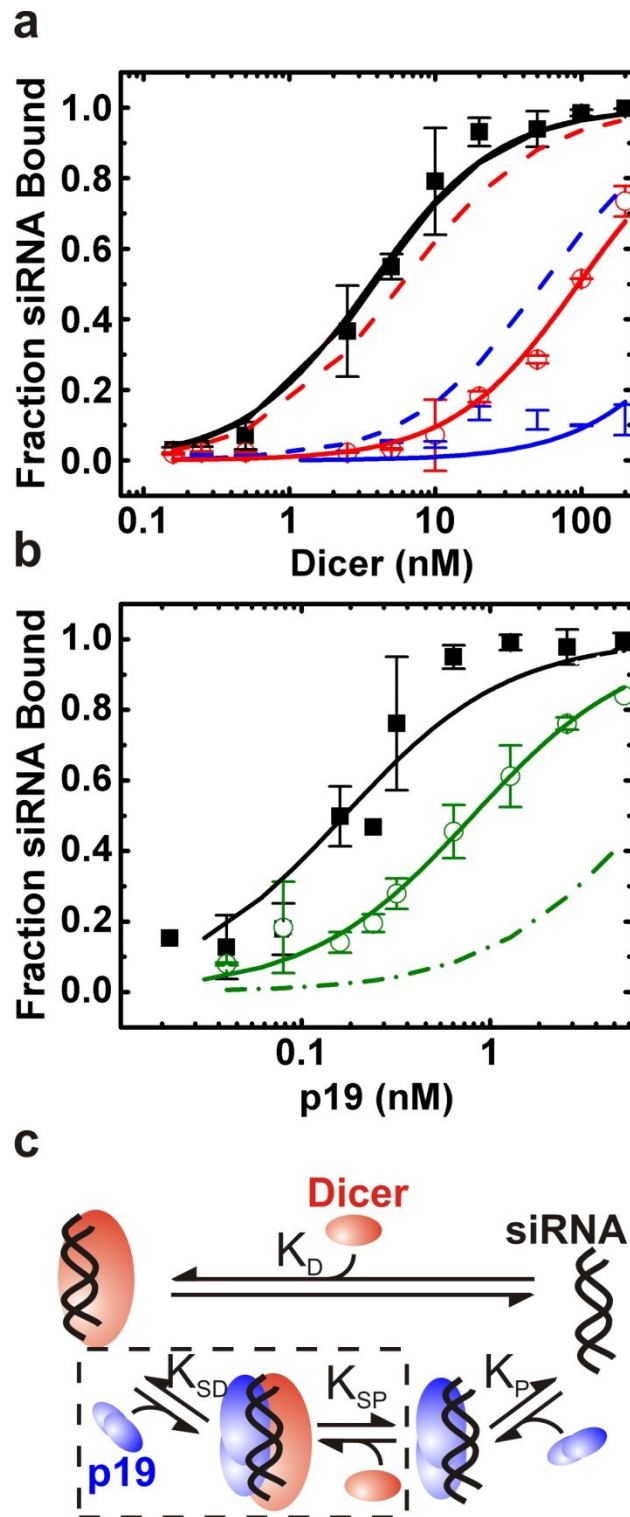 a
Fraction siRNA Bound
1.0
0.8
0.6
0.4
0.2
0.0
0.1 1 10 100
Dicer (nM)
b
Fraction siRNA Bound
1.0
0.8
0.6
0.4
0.2
0.0
0.1 1
p19 (nM)
c
Dicer
siRNA
K_D
K_SD
K_SP
K_P
p19